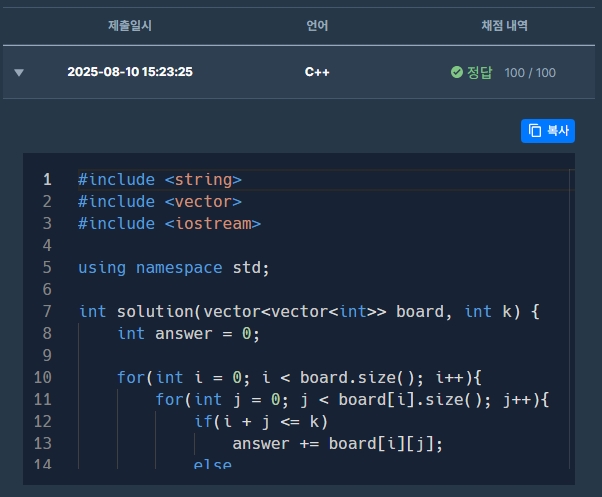 제출일시 언어 채점 내역
▼ 2025-08-10 15:23:25 C++ 정답 100 / 100
복사
1 #include <string>
2 #include <vector>
3 #include <iostream>
4
5 using namespace std;
6
7 int solution(vector<vector<int>> board, int k) {
8     int answer = 0;
9
10     for(int i = 0; i < board.size(); i++){
11         for(int j = 0; j < board[i].size(); j++){
12             if(i + j <= k)
13                 answer += board[i][j];
14             else